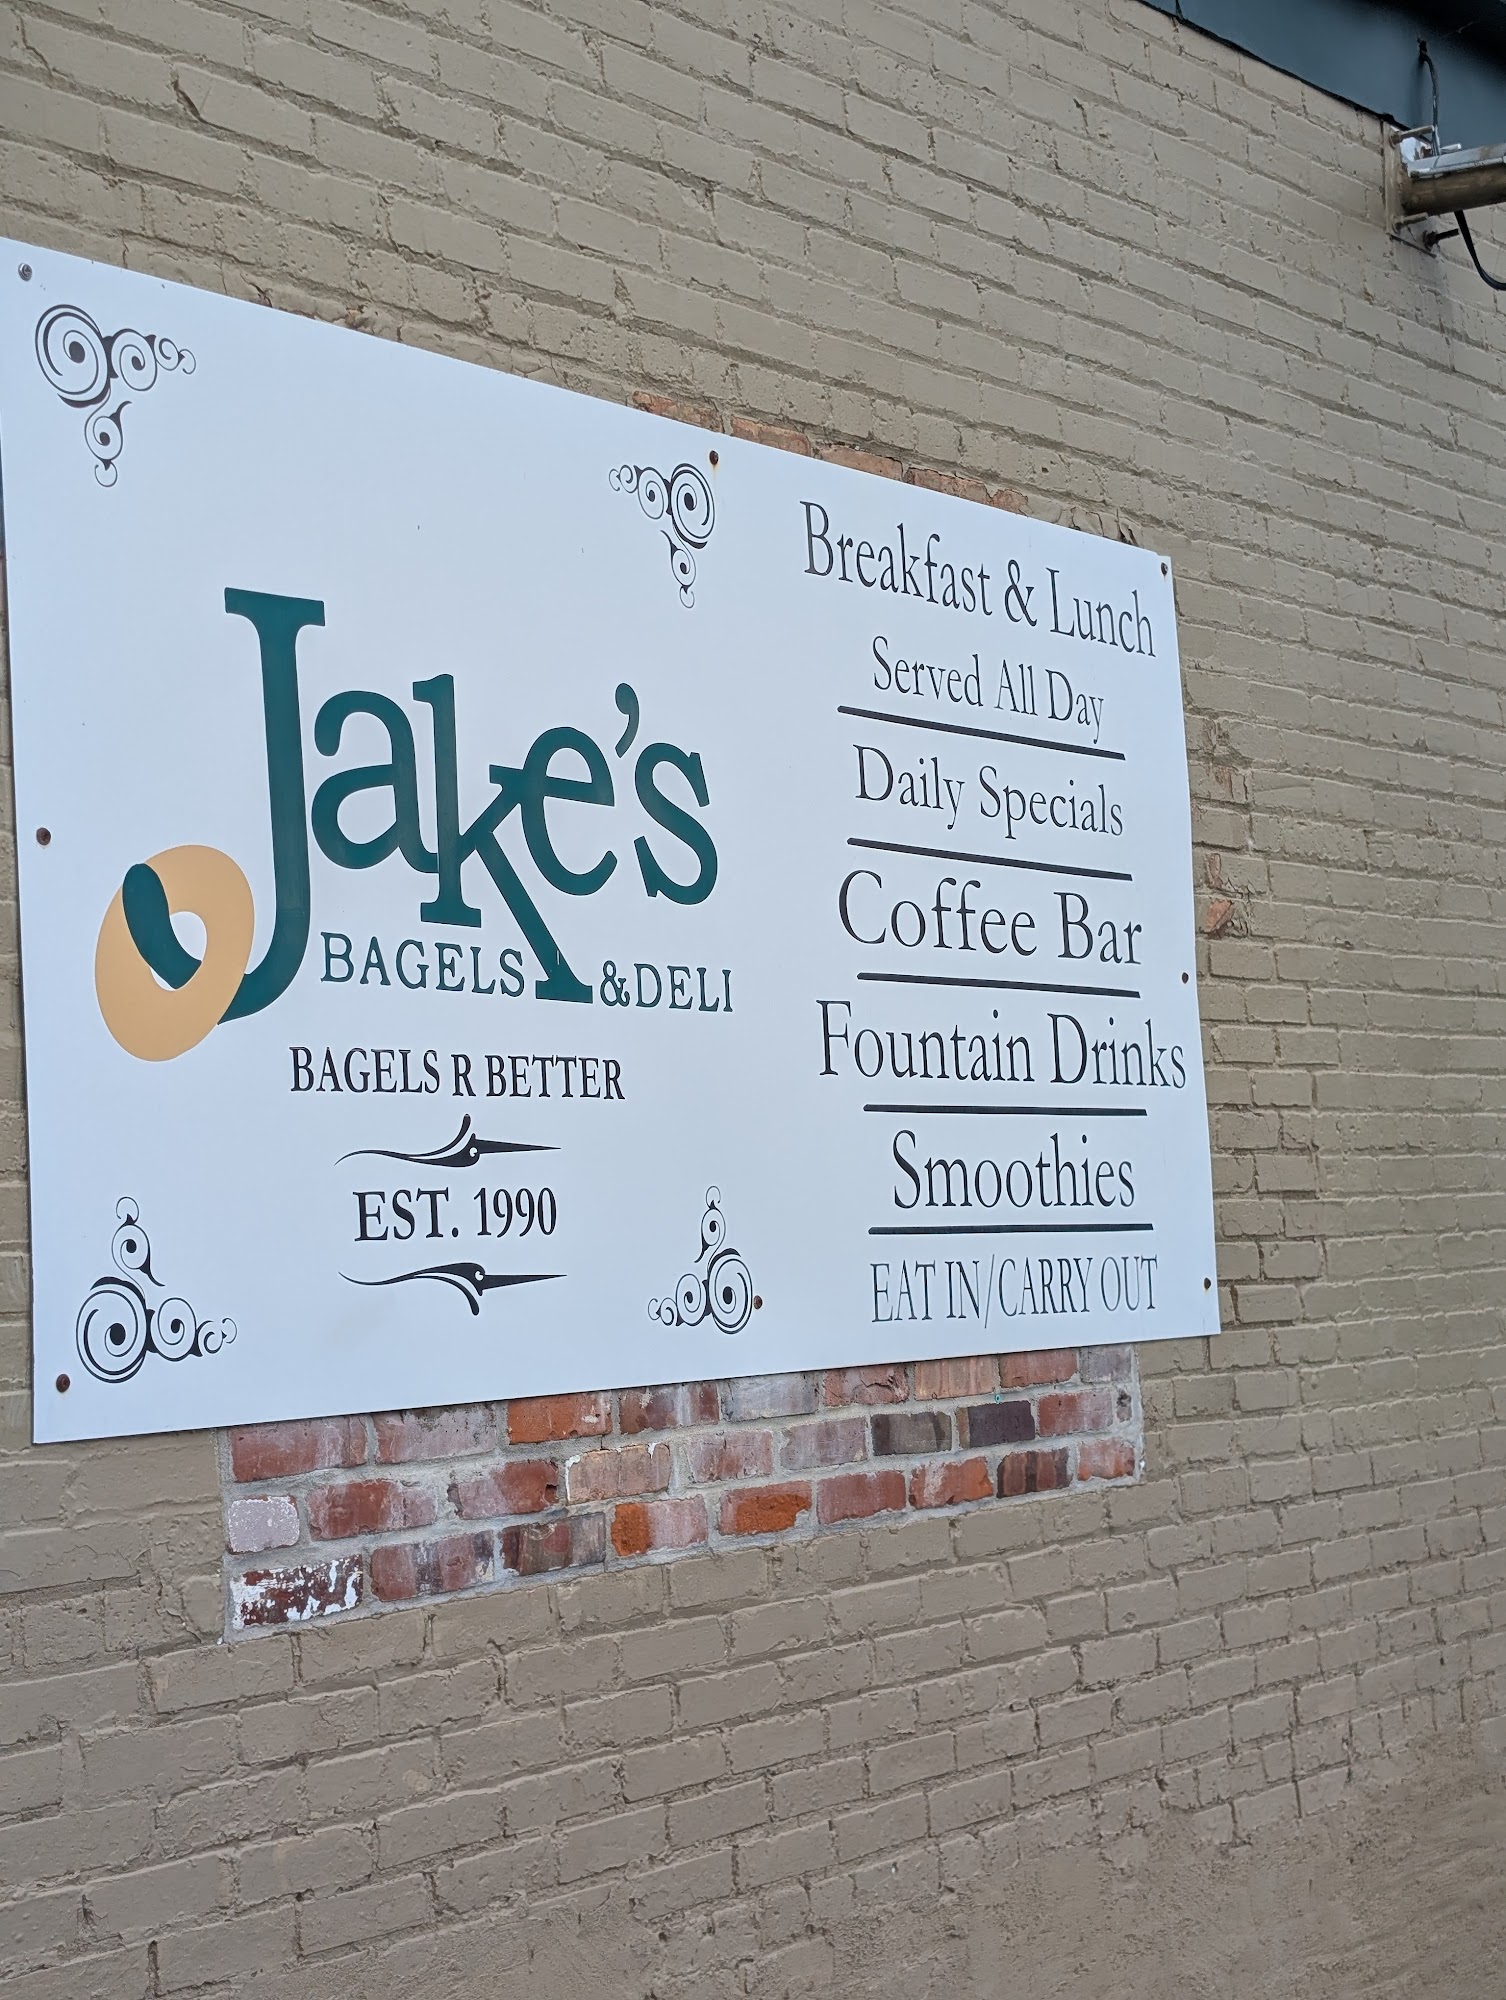 Jake's
BAGELS & DELI
BAGELS R BETTER
EST. 1990
Breakfast & Lunch
Served All Day
Daily Specials
Coffee Bar
Fountain Drinks
Smoothies
EAT IN/CARRY OUT